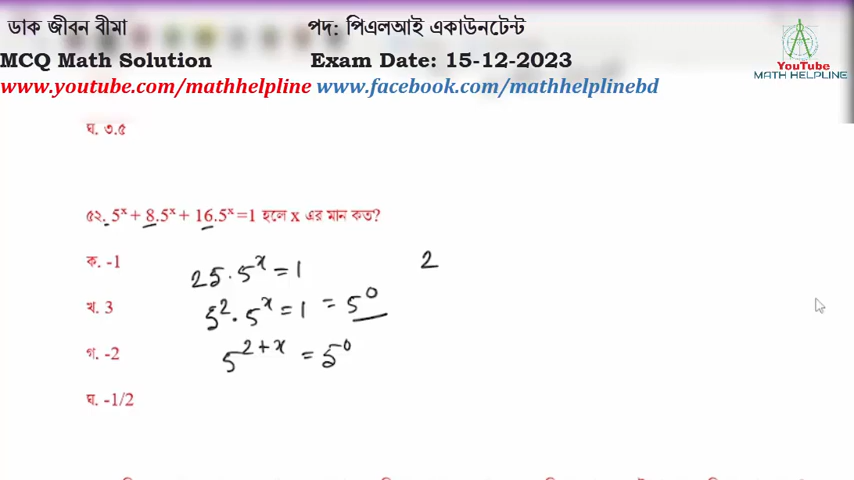 ডাক জীবন বীমা পদ: পিএলআই একাউনটেন্ট
MCQ Math Solution Exam Date: 15-12-2023
www.youtube.com/mathhelpline www.facebook.com/mathhelplinebd
YouTube
MATH HELPLINE
ঘ. ৩.৫
৫২. 5ˣ + 8.5ˣ + 16.5ˣ =1 হলে x এর মান কত?
ক. -1
25 . 5ˣ = 1
2
খ. 3
5² . 5ˣ = 1 = 5⁰
গ. -2
5²⁺ˣ = 5⁰
ঘ. -1/2